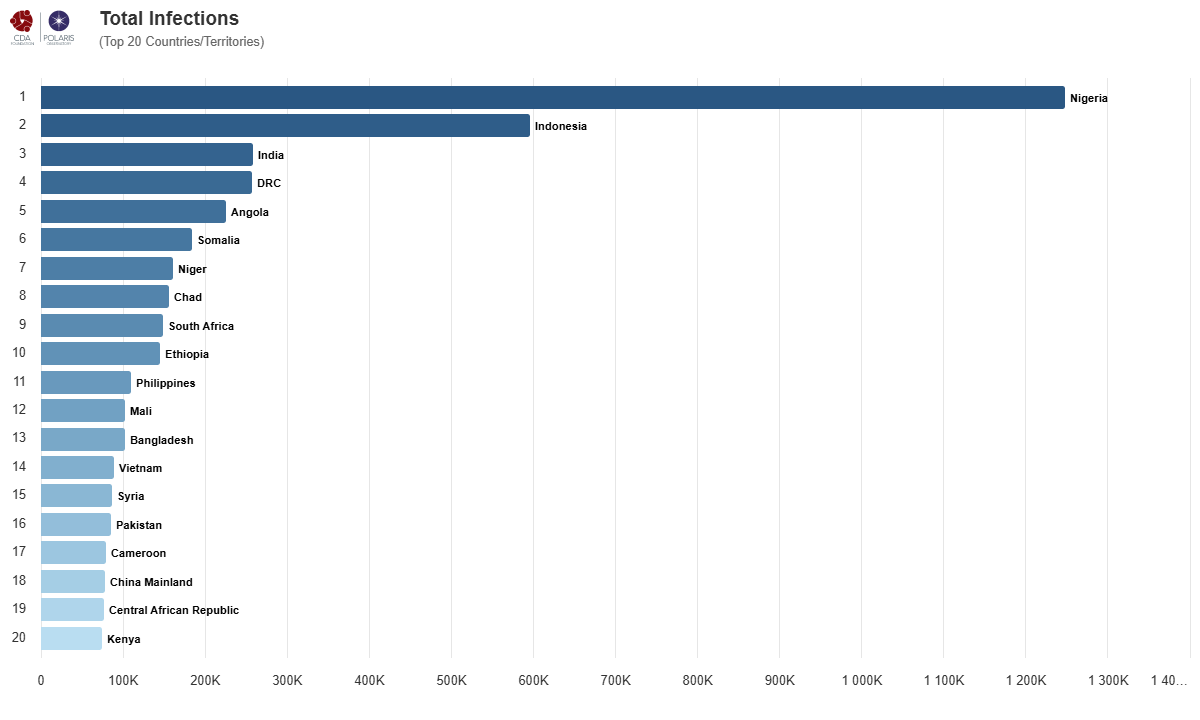 CDA
FOUNDATION
POLARIS
OBSERVATORY
Total Infections
(Top 20 Countries/Territories)
1 Nigeria
2 Indonesia
3 India
4 DRC
5 Angola
6 Somalia
7 Niger
8 Chad
9 South Africa
10 Ethiopia
11 Philippines
12 Mali
13 Bangladesh
14 Vietnam
15 Syria
16 Pakistan
17 Cameroon
18 China Mainland
19 Central African Republic
20 Kenya
0 100K 200K 300K 400K 500K 600K 700K 800K 900K 1 000K 1 100K 1 200K 1 300K 1 40…